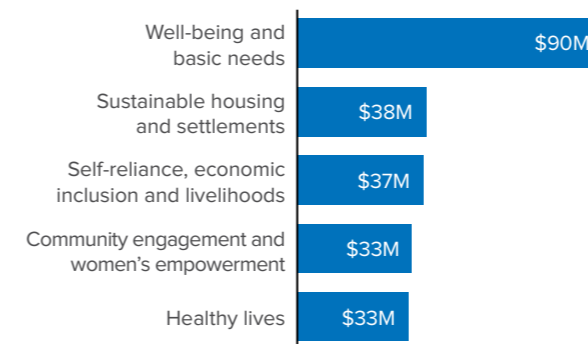 Well-being and
basic needs
$90M
Sustainable housing
and settlements
$38M
Self-reliance, economic
inclusion and livelihoods
$37M
Community engagement and
women’s empowerment
$33M
Healthy lives
$33M